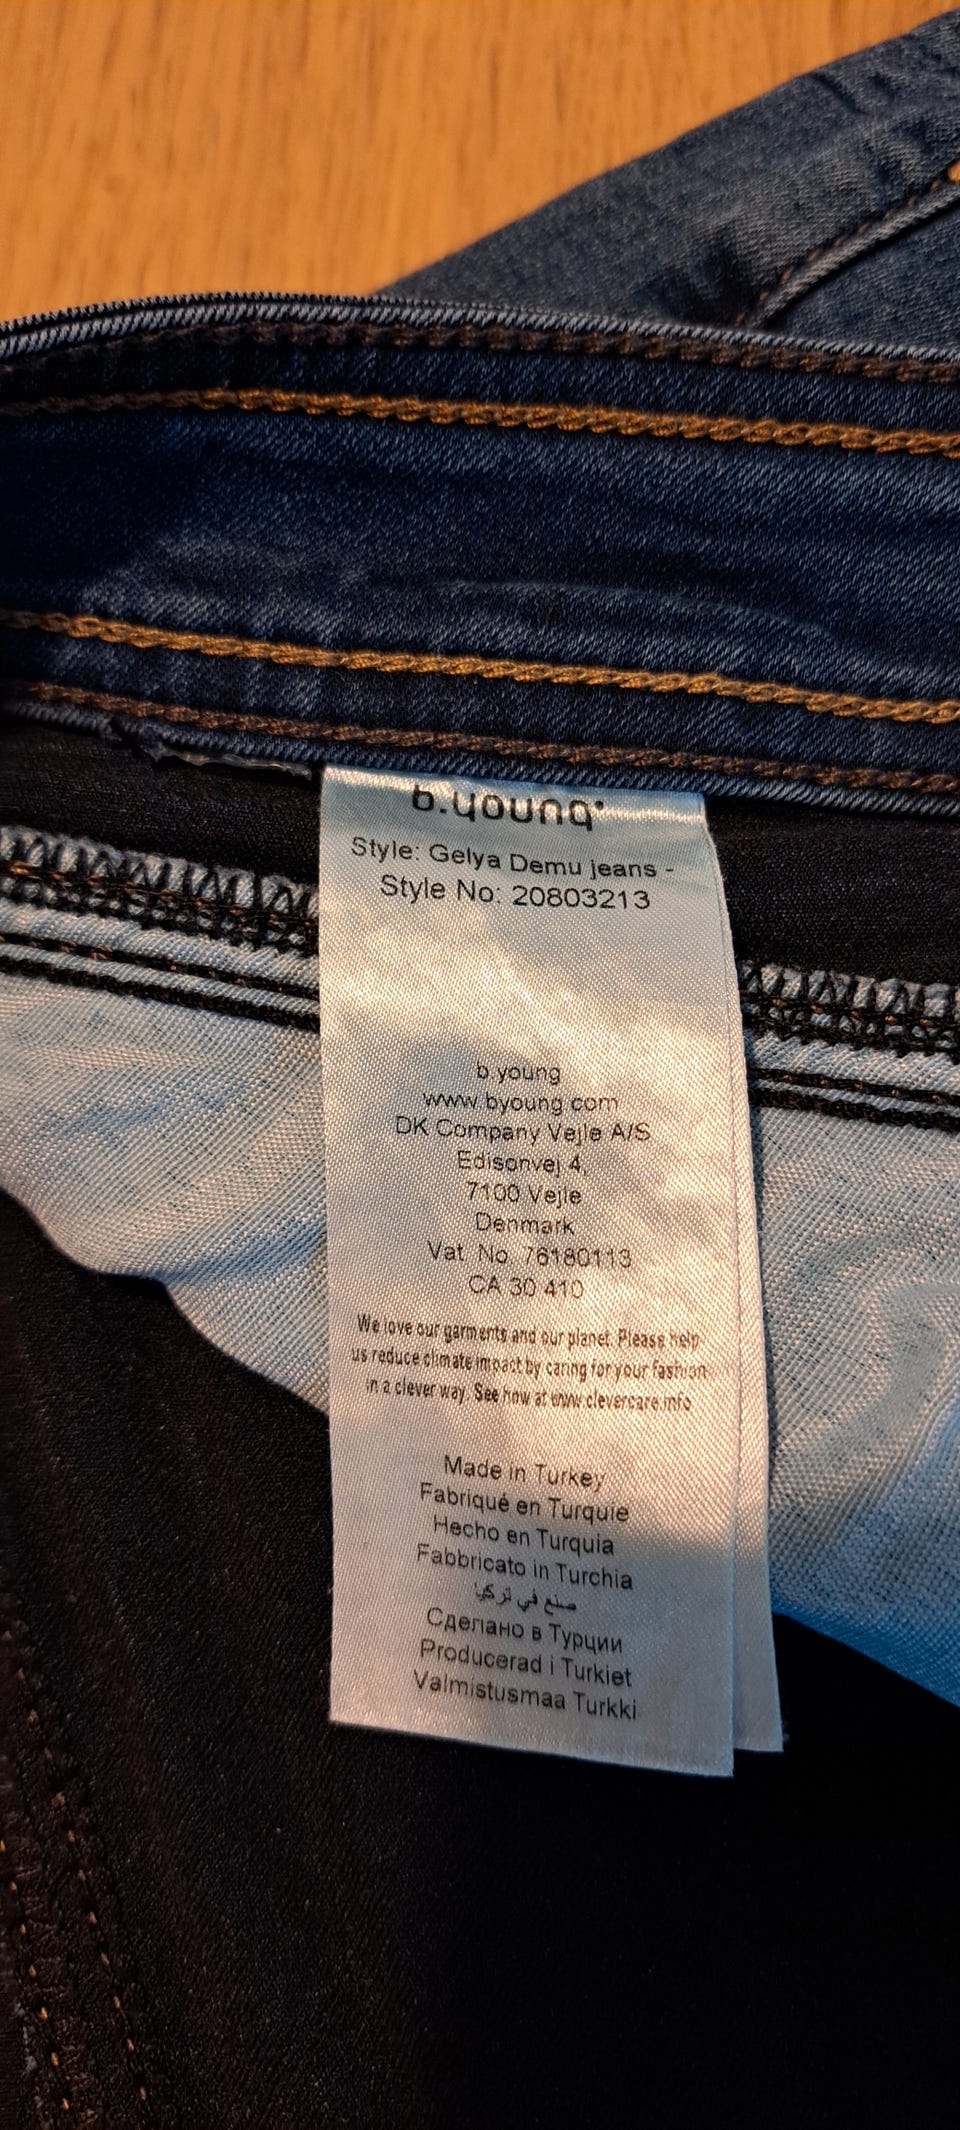 b.young
Style: Gelya Demu jeans -
Style No: 20803213
b.young
www.byoung.com
DK Company Vejle A/S
Edisonvej 4,
7100 Vejle
Denmark
Vat. No. 76180113
CA 30 410
We love our garments and our planet. Please help
us reduce climate impact by caring for your fashion
in a clever way. See how at www.clevercare.info
Made in Turkey
Fabriqué en Turquie
Hecho en Turquia
Fabbricato in Turchia
صنع في تركيا
Сделано в Турции
Producerad i Turkiet
Valmistusmaa Turkki